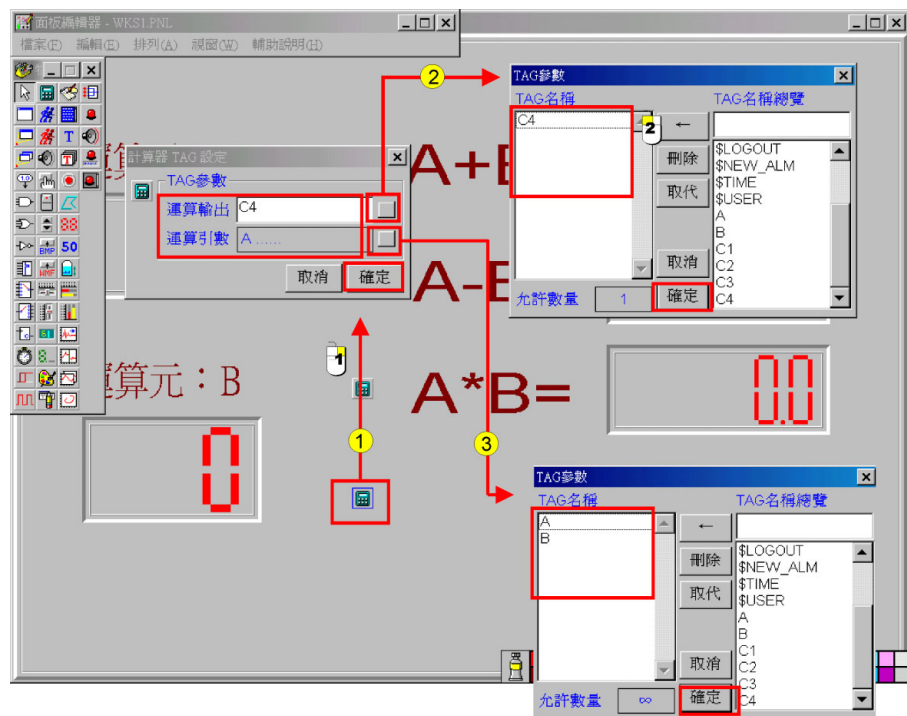 面板編輯器 - WKS1.PNL
檔案(F) 編輯(E) 排列(A) 視窗(W) 輔助說明(H)
2
TAG參數
TAG名稱
TAG名稱總覽
C4
2
←
刪除
取代
取消
確定
$LOGOUT
$NEW_ALM
$TIME
$USER
A
B
C1
C2
C3
C4
允許數量 1
計算器 TAG 設定
TAG參數
運算輸出 C4
運算引數 A ......
取消 確定
T
T
88
BMP 50
WMF
A+
A-
1
算元：B
A*B=
0.0
1
3
0
TAG參數
TAG名稱
TAG名稱總覽
A
B
←
刪除
取代
取消
確定
$LOGOUT
$NEW_ALM
$TIME
$USER
A
B
C1
C2
C3
C4
允許數量 ∞